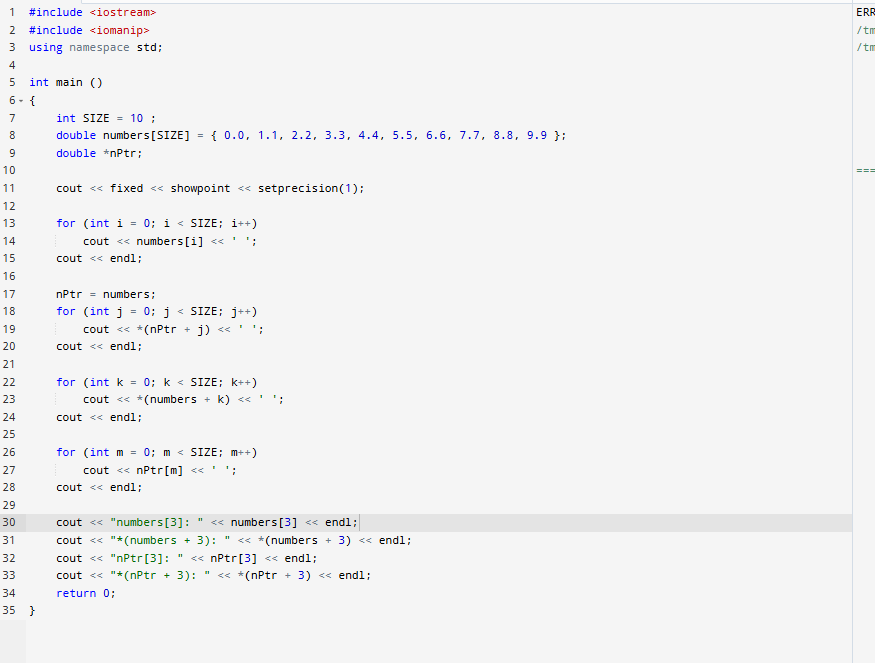 1 #include <iostream>
2 #include <iomanip>
3 using namespace std;
4
5 int main ()
6 {
7     int SIZE = 10 ;
8     double numbers[SIZE] = { 0.0, 1.1, 2.2, 3.3, 4.4, 5.5, 6.6, 7.7, 8.8, 9.9 };
9     double *nPtr;
10
11     cout << fixed << showpoint << setprecision(1);
12
13     for (int i = 0; i < SIZE; i++)
14         cout << numbers[i] << ' ';
15     cout << endl;
16
17     nPtr = numbers;
18     for (int j = 0; j < SIZE; j++)
19         cout << *(nPtr + j) << ' ';
20     cout << endl;
21
22     for (int k = 0; k < SIZE; k++)
23         cout << *(numbers + k) << ' ';
24     cout << endl;
25
26     for (int m = 0; m < SIZE; m++)
27         cout << nPtr[m] << ' ';
28     cout << endl;
29
30     cout << "numbers[3]: " << numbers[3] << endl;
31     cout << "*(numbers + 3): " << *(numbers + 3) << endl;
32     cout << "nPtr[3]: " << nPtr[3] << endl;
33     cout << "*(nPtr + 3): " << *(nPtr + 3) << endl;
34     return 0;
35 }
ERR
/tm
/tm
===